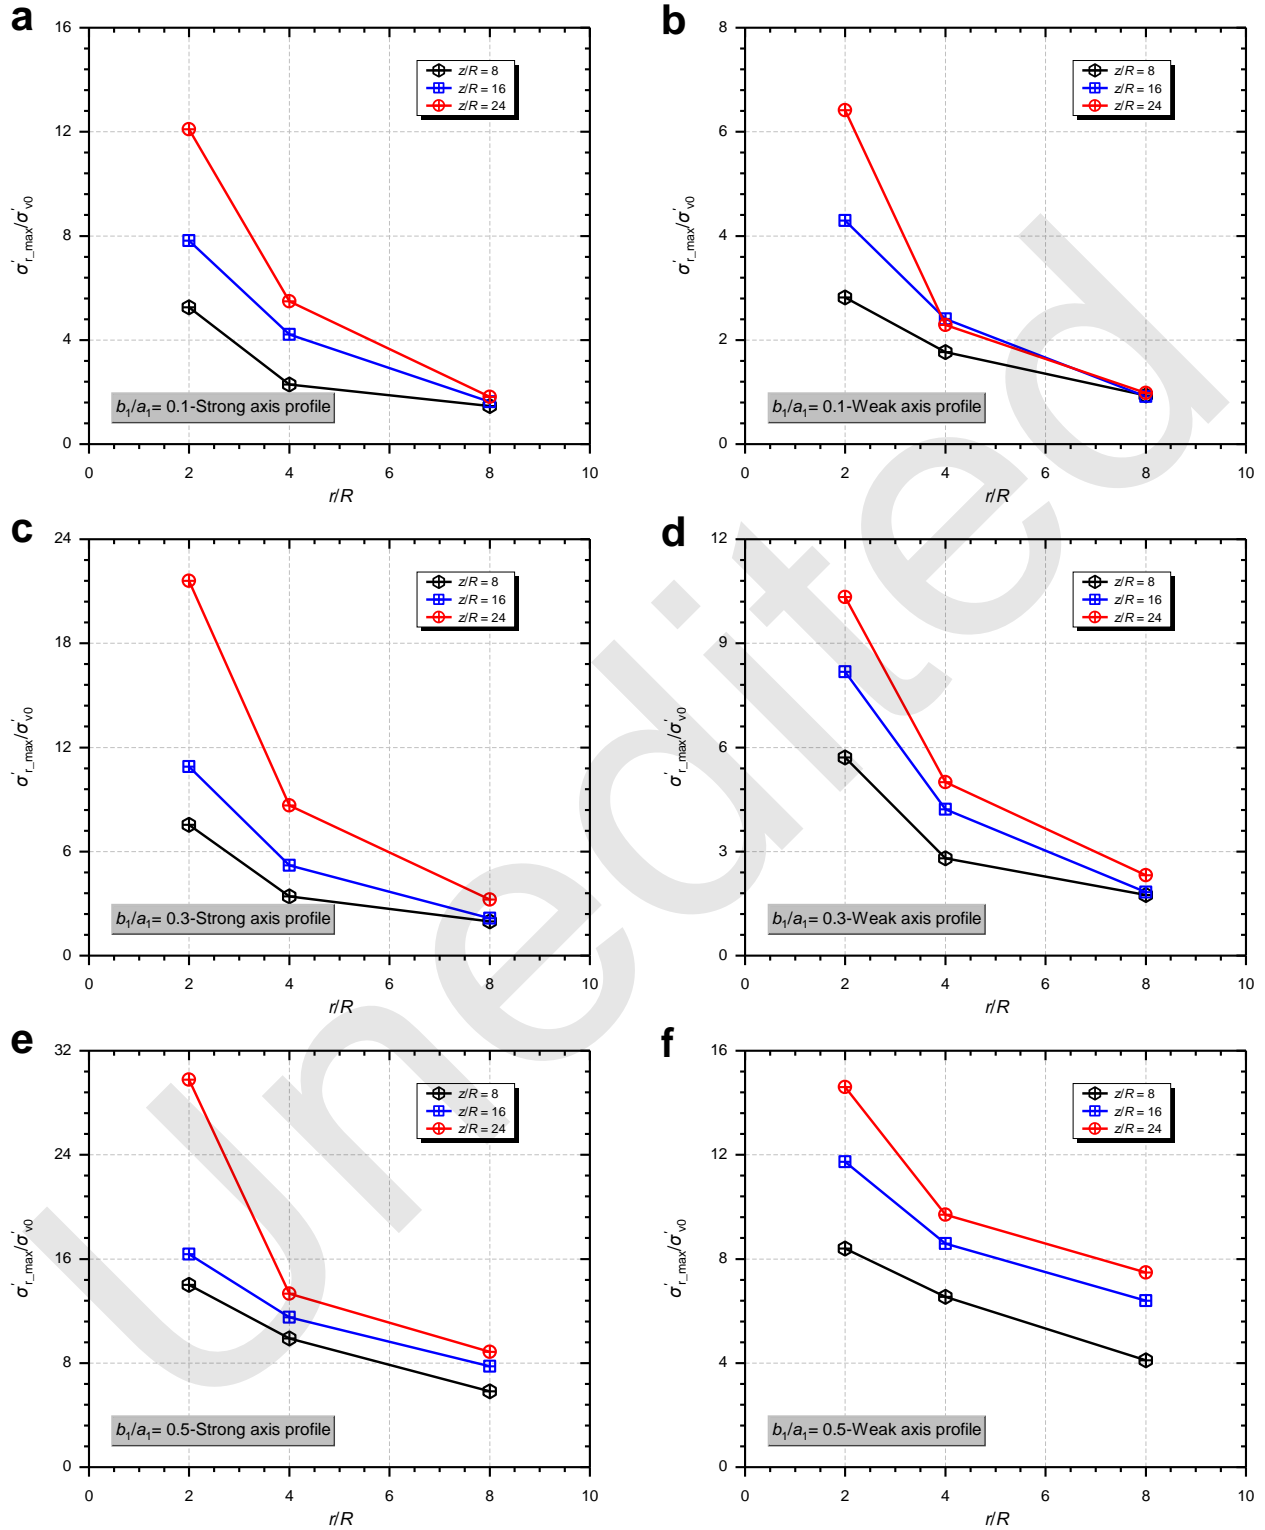 a
16
12
8
4
0
0 2 4 6 8 10
σ'r_max/σ'v0
r/R
z/R = 8
z/R = 16
z/R = 24
b1/a1= 0.1-Strong axis profile
b
8
6
4
2
0
0 2 4 6 8 10
σ'r_max/σ'v0
r/R
z/R = 8
z/R = 16
z/R = 24
b1/a1= 0.1-Weak axis profile
c
24
18
12
6
0
0 2 4 6 8 10
σ'r_max/σ'v0
r/R
z/R = 8
z/R = 16
z/R = 24
b1/a1= 0.3-Strong axis profile
d
12
9
6
3
0
0 2 4 6 8 10
σ'r_max/σ'v0
r/R
z/R = 8
z/R = 16
z/R = 24
b1/a1= 0.3-Weak axis profile
e
32
24
16
8
0
0 2 4 6 8 10
σ'r_max/σ'v0
r/R
z/R = 8
z/R = 16
z/R = 24
b1/a1= 0.5-Strong axis profile
f
16
12
8
4
0
0 2 4 6 8 10
σ'r_max/σ'v0
r/R
z/R = 8
z/R = 16
z/R = 24
b1/a1= 0.5-Weak axis profile
Unedited